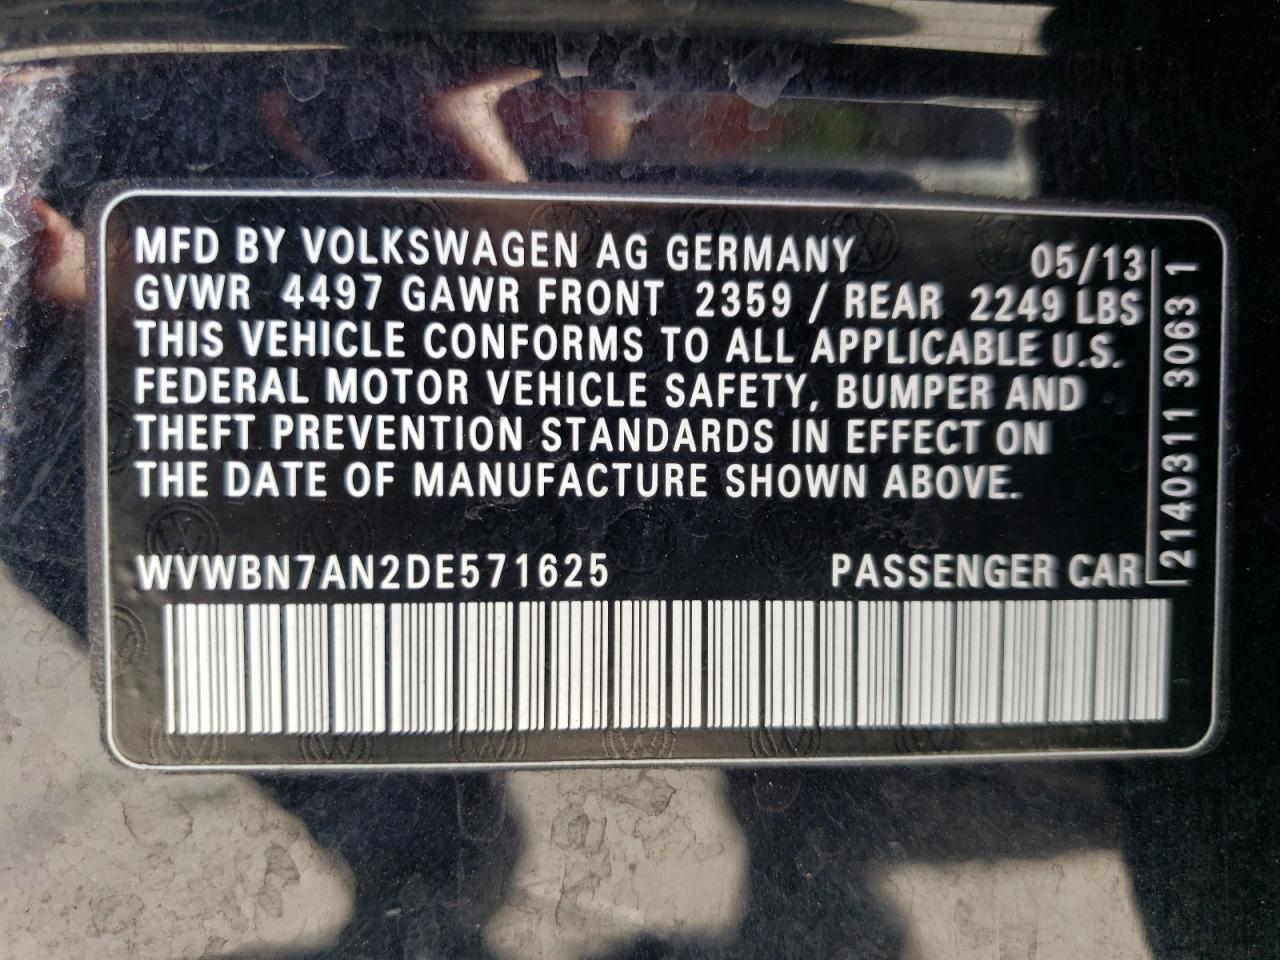 MFD BY VOLKSWAGEN AG GERMANY 05/13
GVWR 4497 GAWR FRONT 2359 / REAR 2249 LBS
THIS VEHICLE CONFORMS TO ALL APPLICABLE U.S.
FEDERAL MOTOR VEHICLE SAFETY, BUMPER AND
THEFT PREVENTION STANDARDS IN EFFECT ON
THE DATE OF MANUFACTURE SHOWN ABOVE.
WVWBN7AN2DE571625 PASSENGER CAR
2140311 3063 1